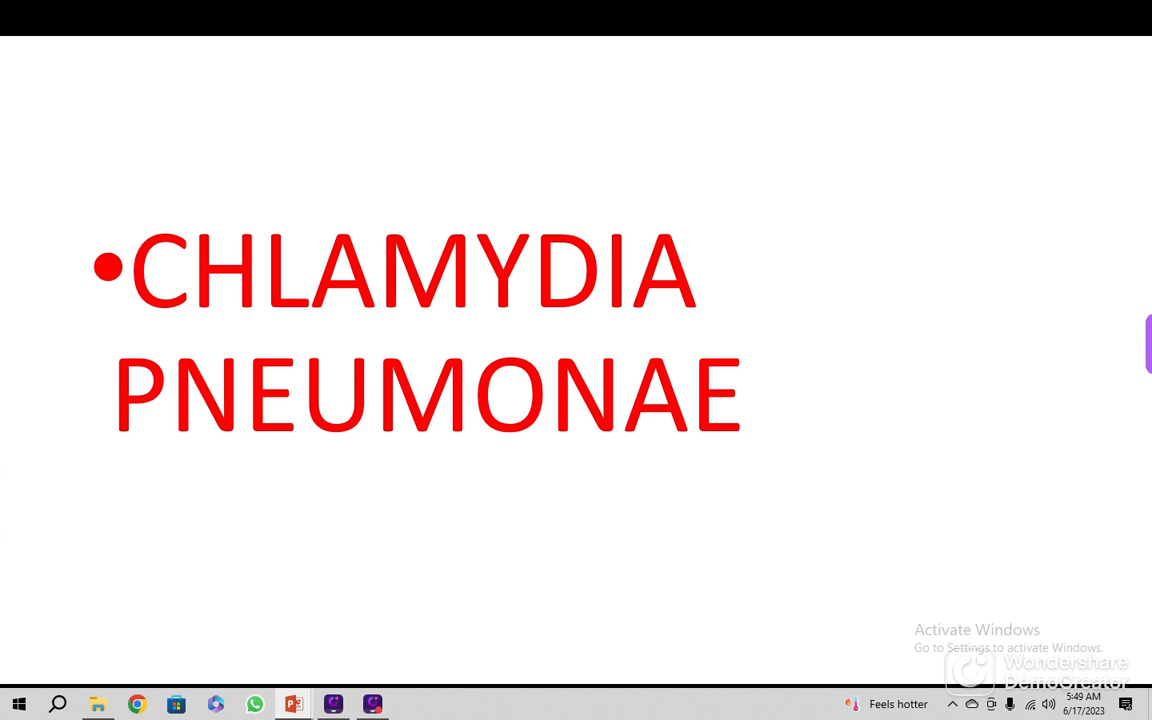 •CHLAMYDIA
PNEUMONAE
Activate Windows
Go to Settings to activate Windows.
Wondershare
DemoCreator
Feels hotter
5:49 AM
6/17/2023